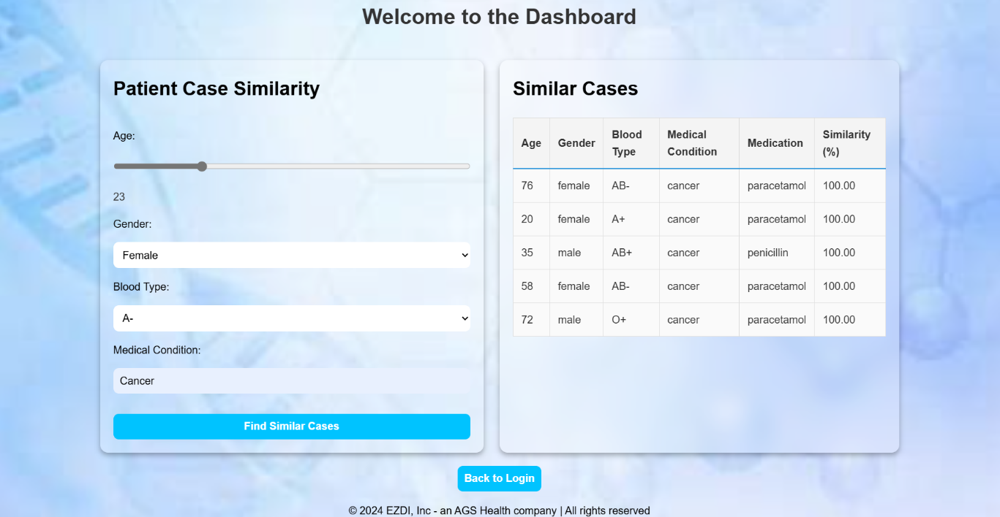 Welcome to the Dashboard
Patient Case Similarity
Age:
23
Gender:
Female
Blood Type:
A-
Medical Condition:
Cancer
Find Similar Cases
Similar Cases
Age Gender Blood Type Medical Condition Medication Similarity (%)
76 female AB- cancer paracetamol 100.00
20 female A+ cancer paracetamol 100.00
35 male AB+ cancer penicillin 100.00
58 female AB- cancer paracetamol 100.00
72 male O+ cancer paracetamol 100.00
Back to Login
© 2024 EZDI, Inc - an AGS Health company | All rights reserved